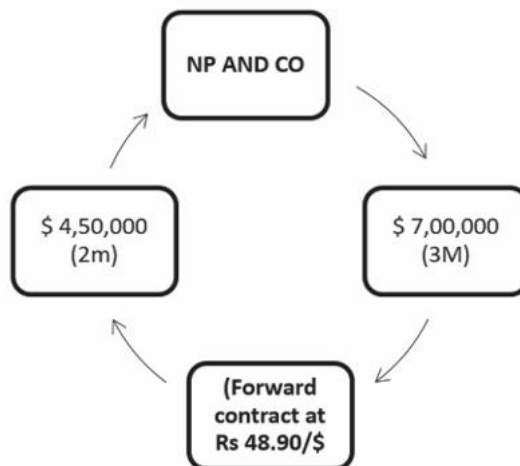 NP AND CO
$ 4,50,000
(2m)
$ 7,00,000
(3M)
(Forward
contract at
Rs 48.90/$